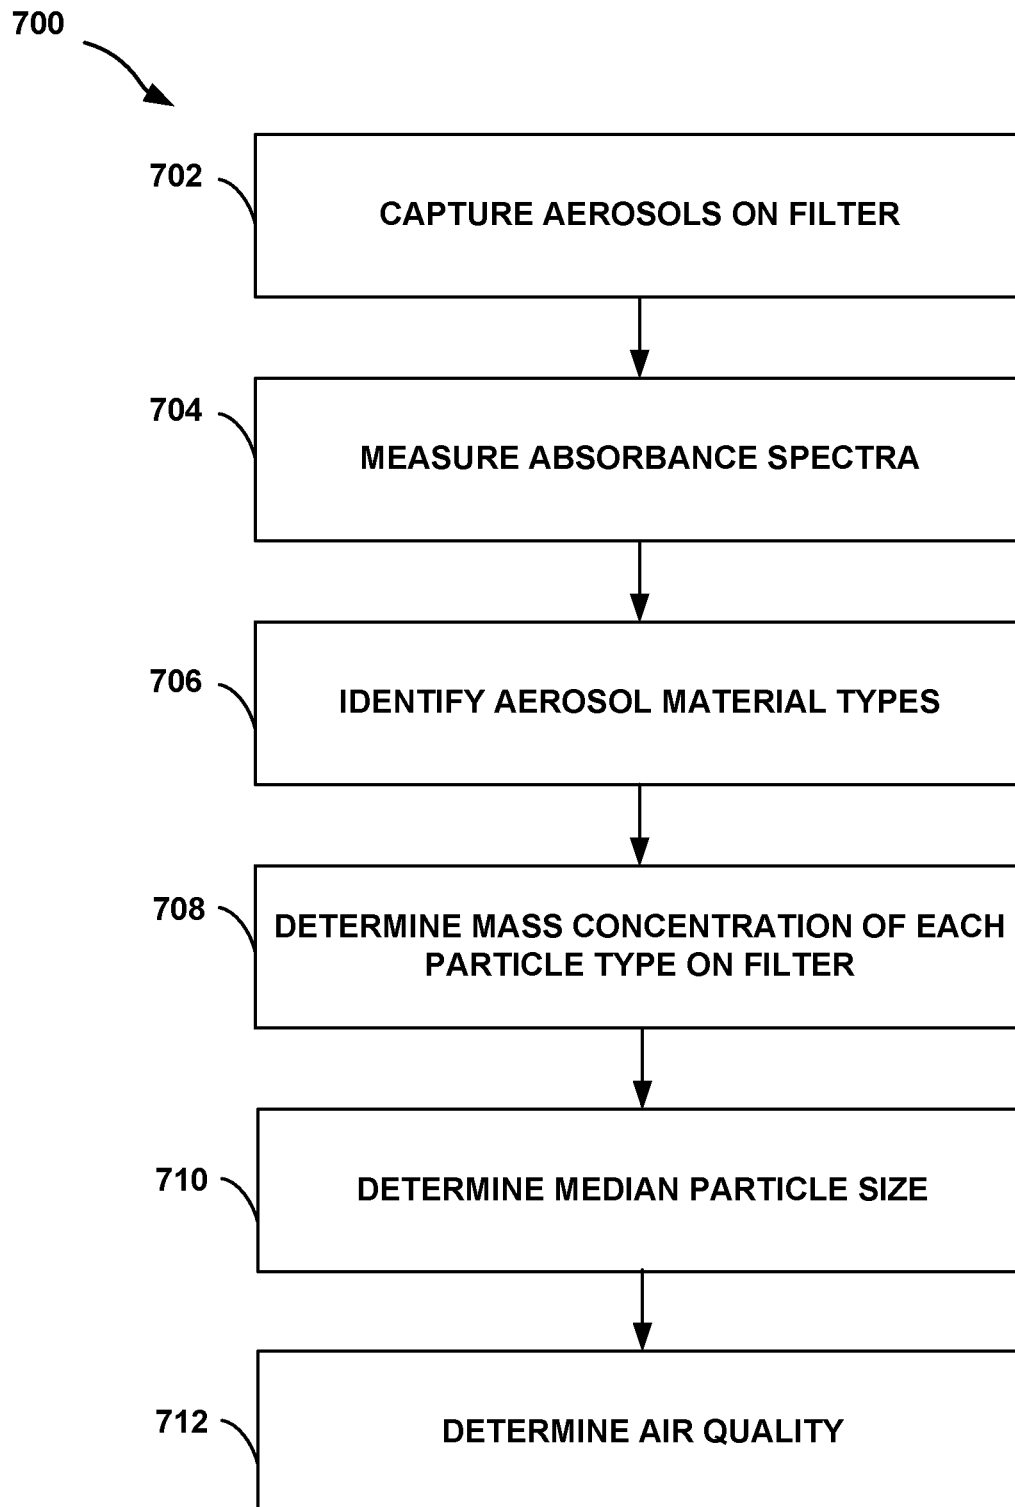 700
702
CAPTURE AEROSOLS ON FILTER
704
MEASURE ABSORBANCE SPECTRA
706
IDENTIFY AEROSOL MATERIAL TYPES
708
DETERMINE MASS CONCENTRATION OF EACH
PARTICLE TYPE ON FILTER
710
DETERMINE MEDIAN PARTICLE SIZE
712
DETERMINE AIR QUALITY